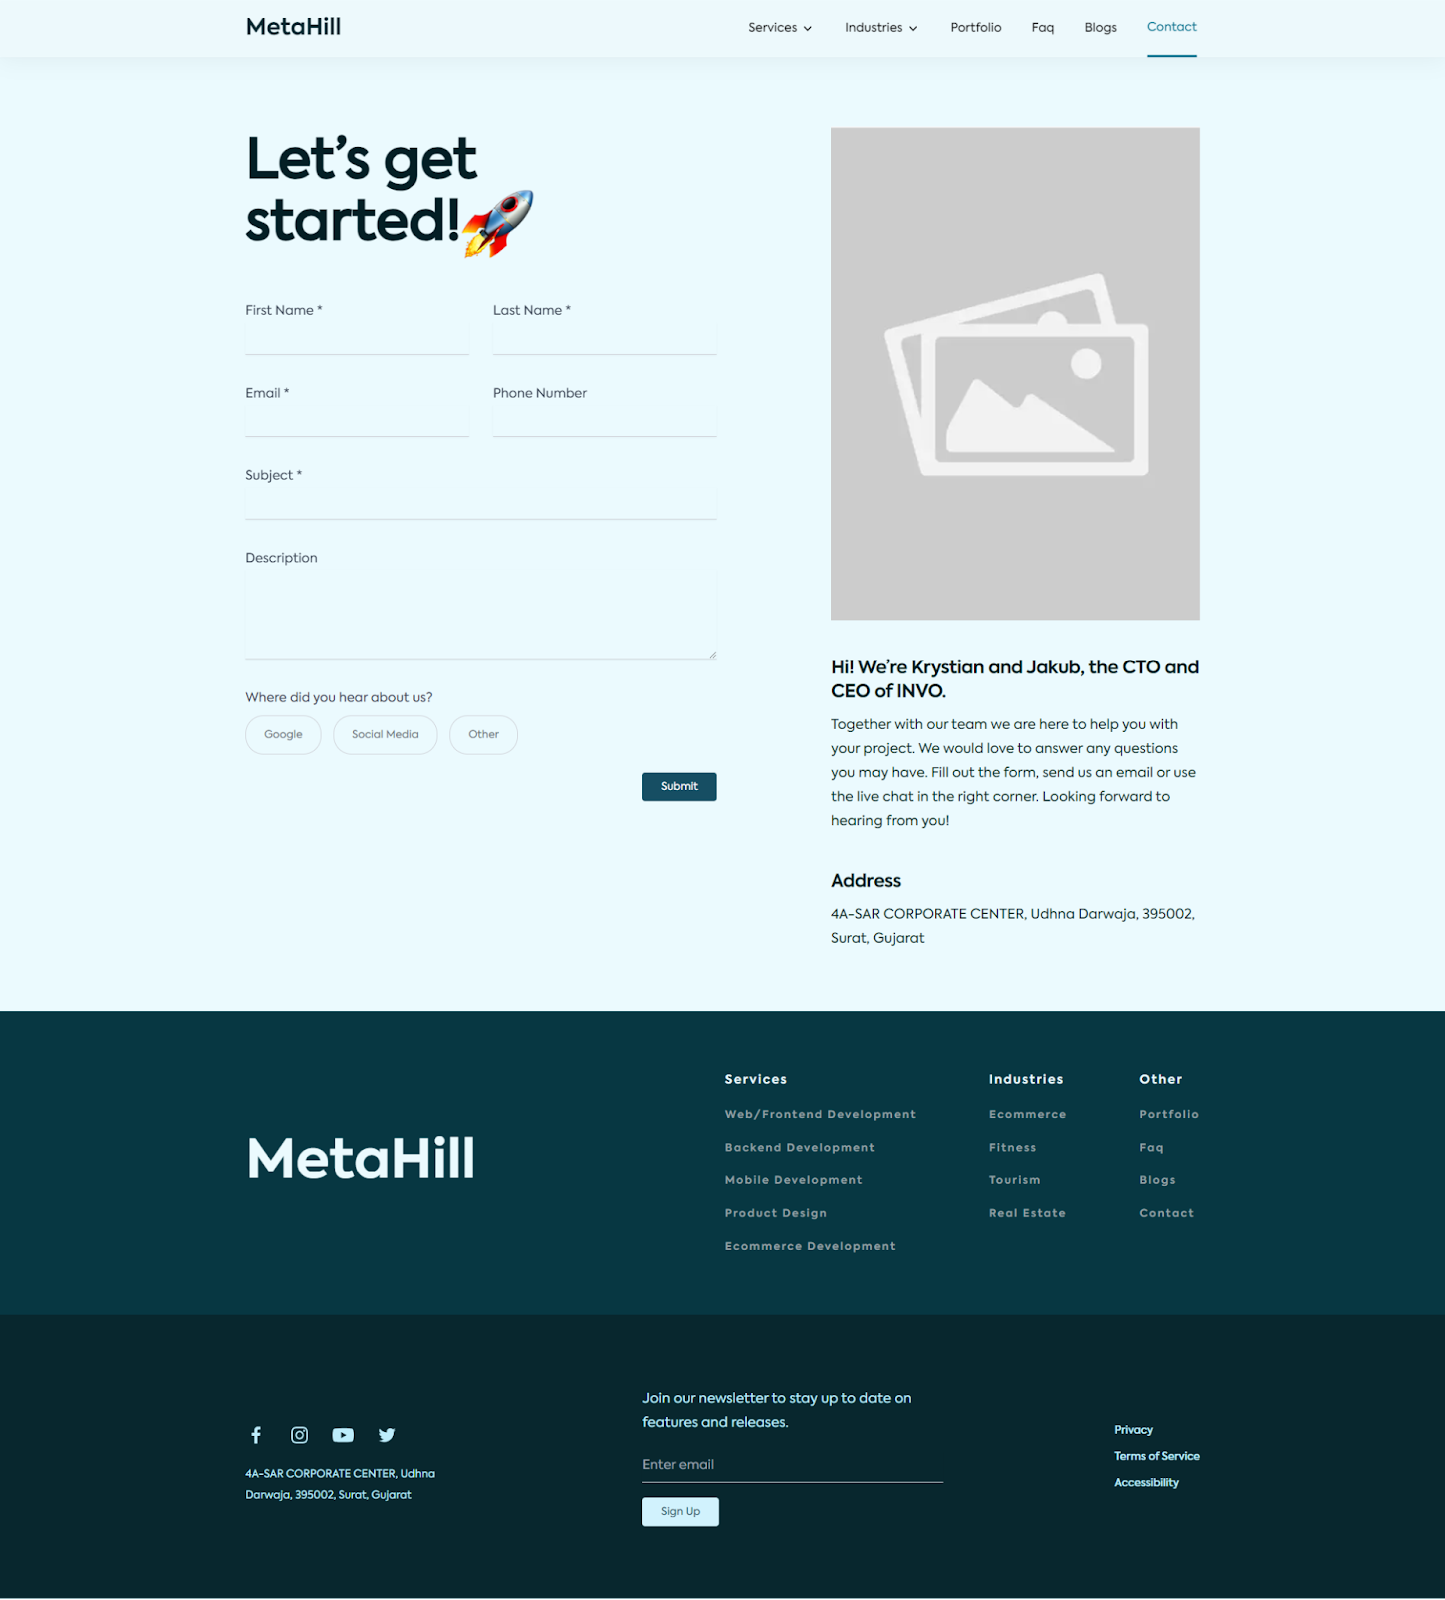 MetaHill
Services
Industries
Portfolio
Faq
Blogs
Contact
Let’s get
started!🚀
First Name *
Last Name *
Email *
Phone Number
Subject *
Description
Where did you hear about us?
Google
Social Media
Other
Submit
Hi! We’re Krystian and Jakub, the CTO and
CEO of INVO.
Together with our team we are here to help you with
your project. We would love to answer any questions
you may have. Fill out the form, send us an email or use
the live chat in the right corner. Looking forward to
hearing from you!
Address
4A-SAR CORPORATE CENTER, Udhna Darwaja, 395002,
Surat, Gujarat
MetaHill
Services
Web/Frontend Development
Backend Development
Mobile Development
Product Design
Ecommerce Development
Industries
Ecommerce
Fitness
Tourism
Real Estate
Other
Portfolio
Faq
Blogs
Contact
4A-SAR CORPORATE CENTER, Udhna
Darwaja, 395002, Surat, Gujarat
Join our newsletter to stay up to date on
features and releases.
Enter email
Sign Up
Privacy
Terms of Service
Accessibility